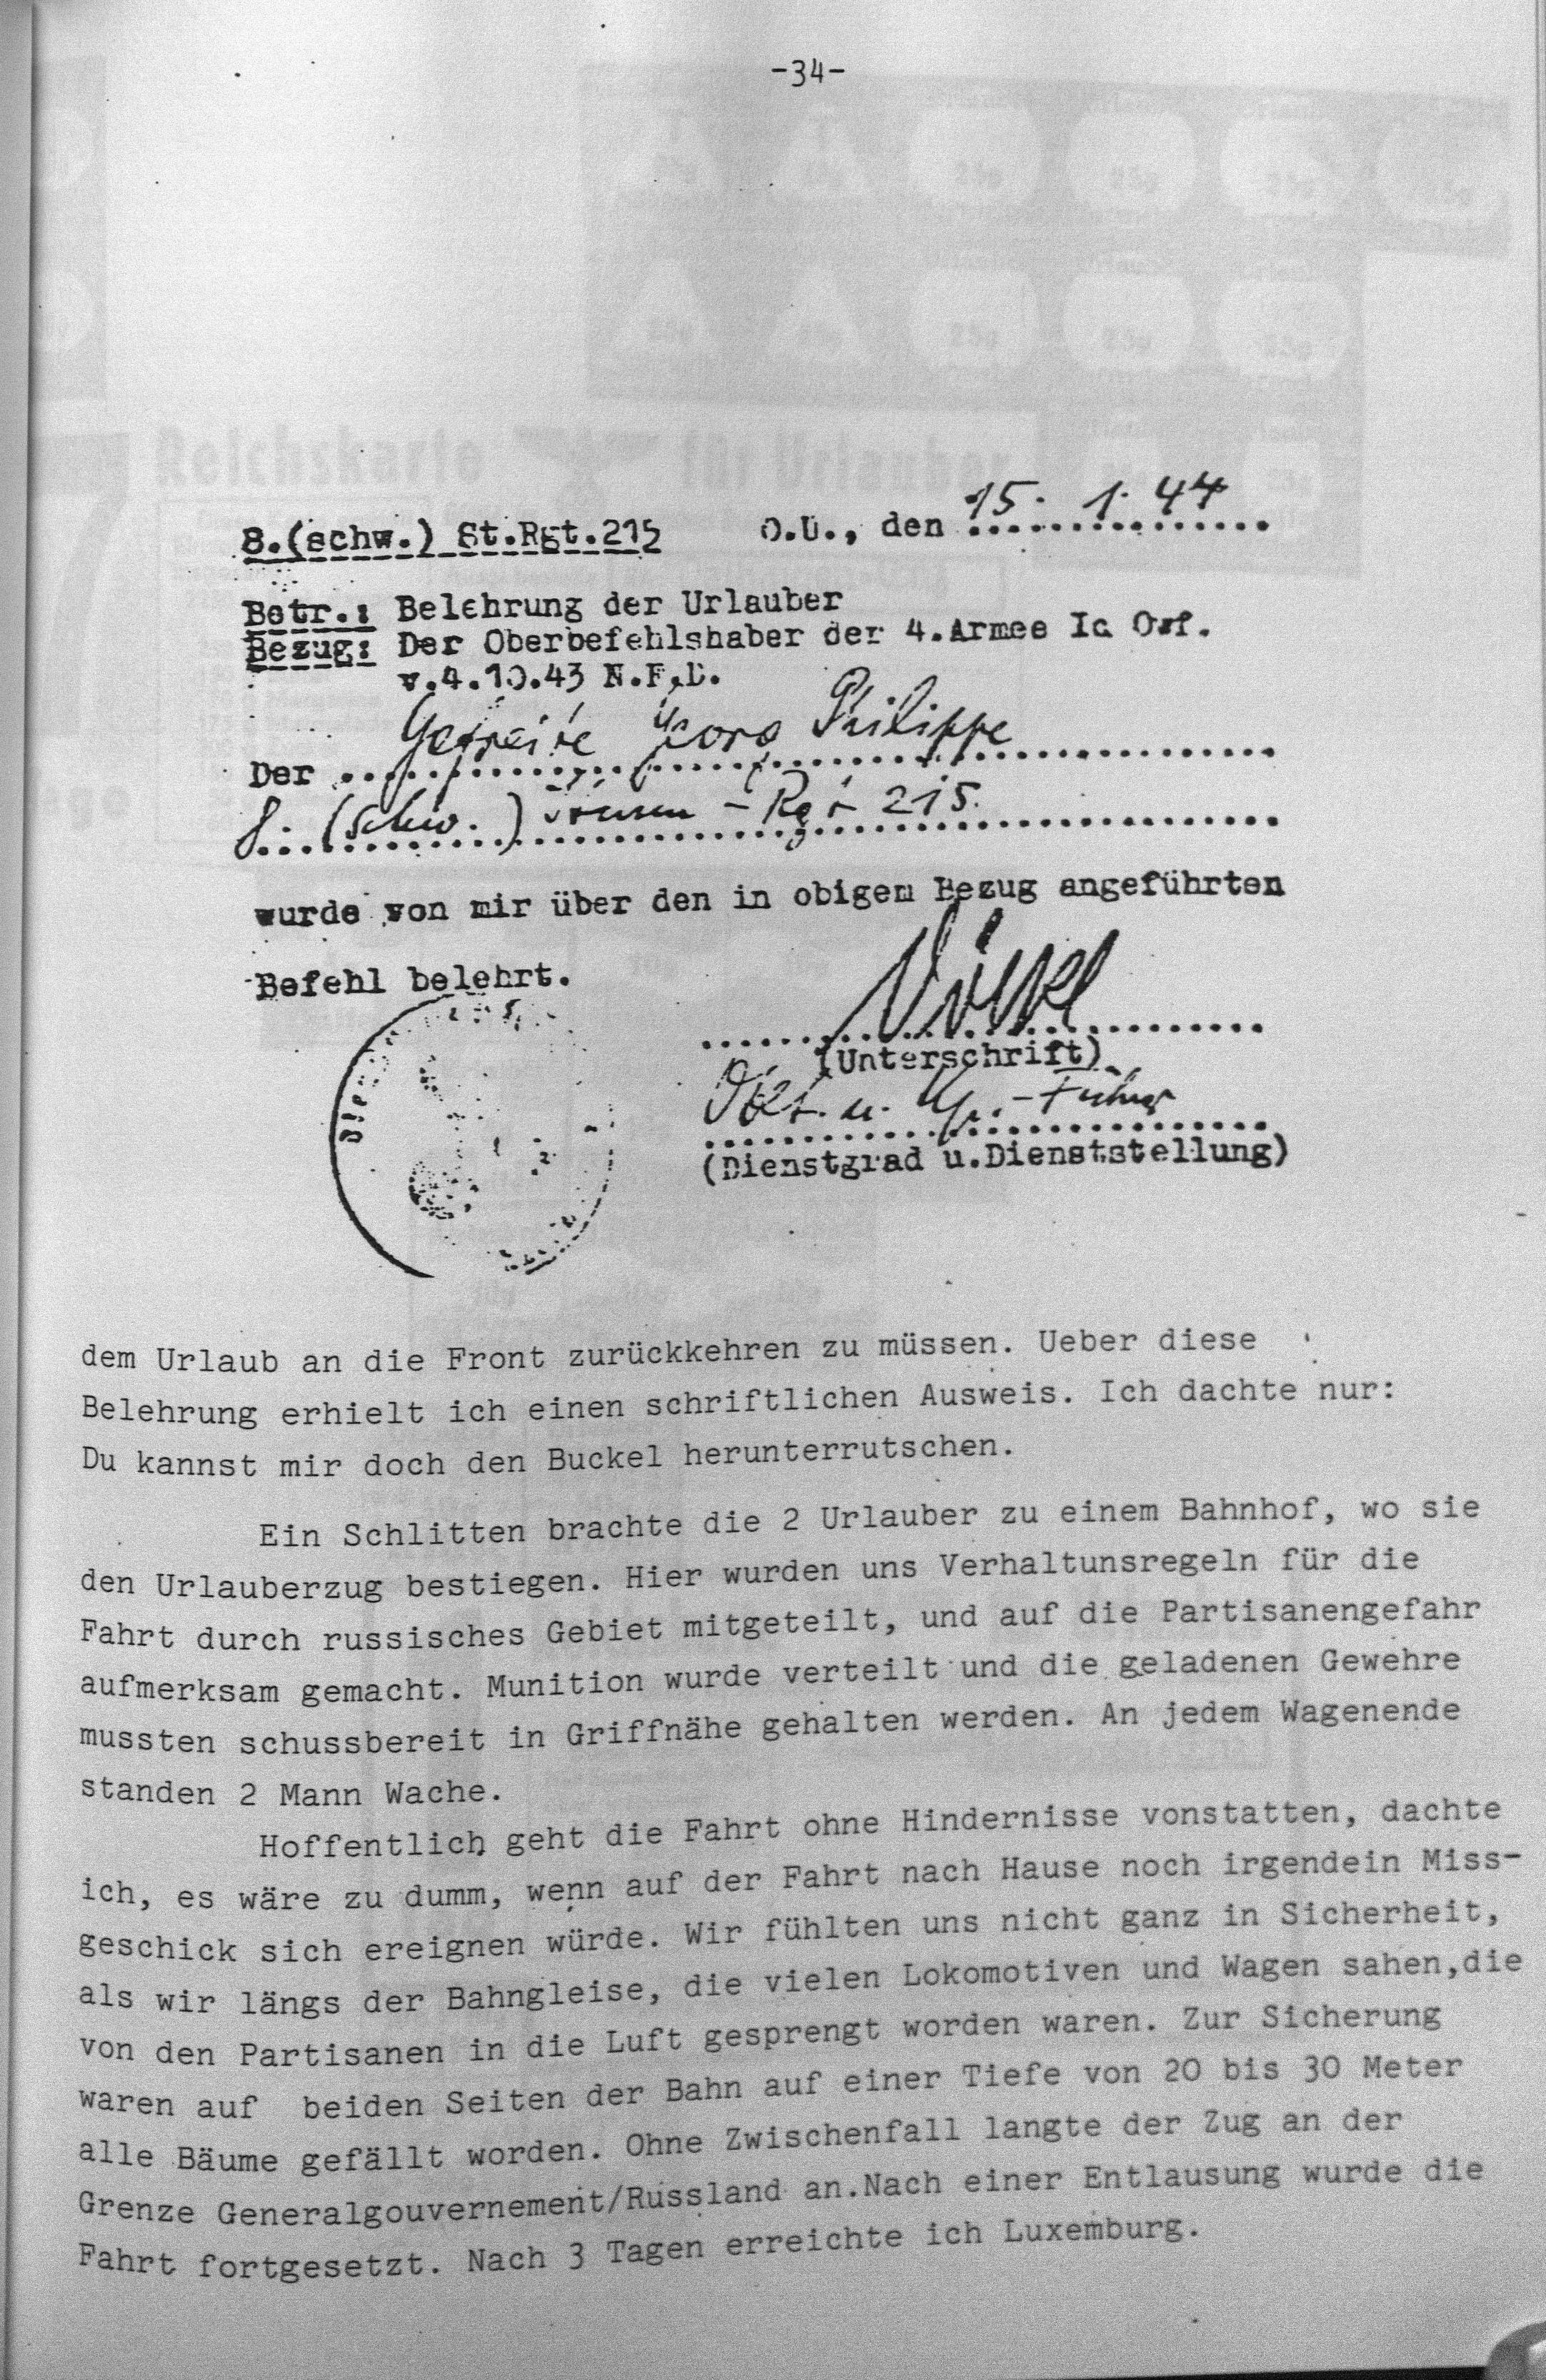 -34-
Reichskarte für Urlauber
8.(schw.) St.Rgt.215 O.U., den 15. 1. 44
Betr.: Belehrung der Urlauber
Bezug: Der Oberbefehlshaber der 4.Armee Ic
v.4.10.43 N.F.D.
Der Gefreite Georg Philippe
8. (schw.) - Rgt 215.
wurde von mir über den in obigem Bezug angeführten
Befehl belehrt.
(Unterschrift)
u. -Führer
(Dienstgrad u.Dienststellung)
dem Urlaub an die Front zurückkehren zu müssen. Ueber diese
Belehrung erhielt ich einen schriftlichen Ausweis. Ich dachte nur:
Du kannst mir doch den Buckel herunterrutschen.
Ein Schlitten brachte die 2 Urlauber zu einem Bahnhof, wo sie
den Urlauberzug bestiegen. Hier wurden uns Verhaltunsregeln für die
Fahrt durch russisches Gebiet mitgeteilt, und auf die Partisanengefahr
aufmerksam gemacht. Munition wurde verteilt und die geladenen Gewehre
mussten schussbereit in Griffnähe gehalten werden. An jedem Wagenende
standen 2 Mann Wache.
Hoffentlich geht die Fahrt ohne Hindernisse vonstatten, dachte
ich, es wäre zu dumm, wenn auf der Fahrt nach Hause noch irgendein Miss-
geschick sich ereignen würde. Wir fühlten uns nicht ganz in Sicherheit,
als wir längs der Bahngleise, die vielen Lokomotiven und Wagen sahen,die
von den Partisanen in die Luft gesprengt worden waren. Zur Sicherung
waren auf beiden Seiten der Bahn auf einer Tiefe von 20 bis 30 Meter
alle Bäume gefällt worden. Ohne Zwischenfall langte der Zug an der
Grenze Generalgouvernement/Russland an.Nach einer Entlausung wurde die
Fahrt fortgesetzt. Nach 3 Tagen erreichte ich Luxemburg.